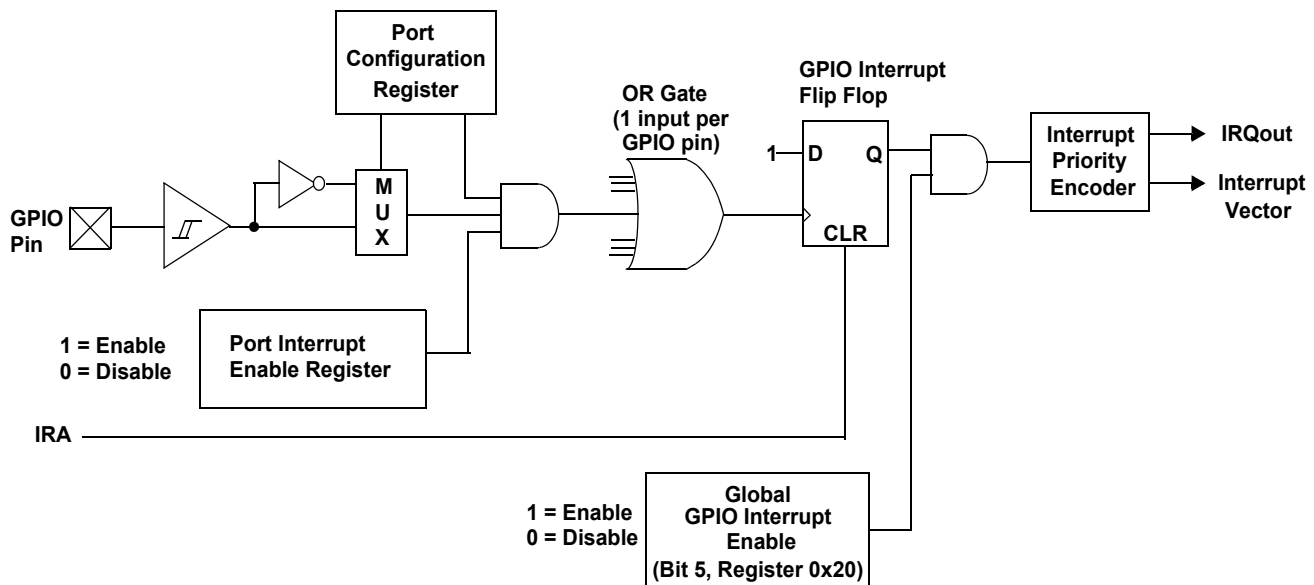 Port
Configuration
Register
GPIO Interrupt
Flip Flop
OR Gate
(1 input per
GPIO pin)
1
D
Q
CLR
Interrupt
Priority
Encoder
IRQout
Interrupt
Vector
M
U
X
GPIO
Pin
1 = Enable
0 = Disable
Port Interrupt
Enable Register
IRA
1 = Enable
0 = Disable
Global
GPIO Interrupt
Enable
(Bit 5, Register 0x20)